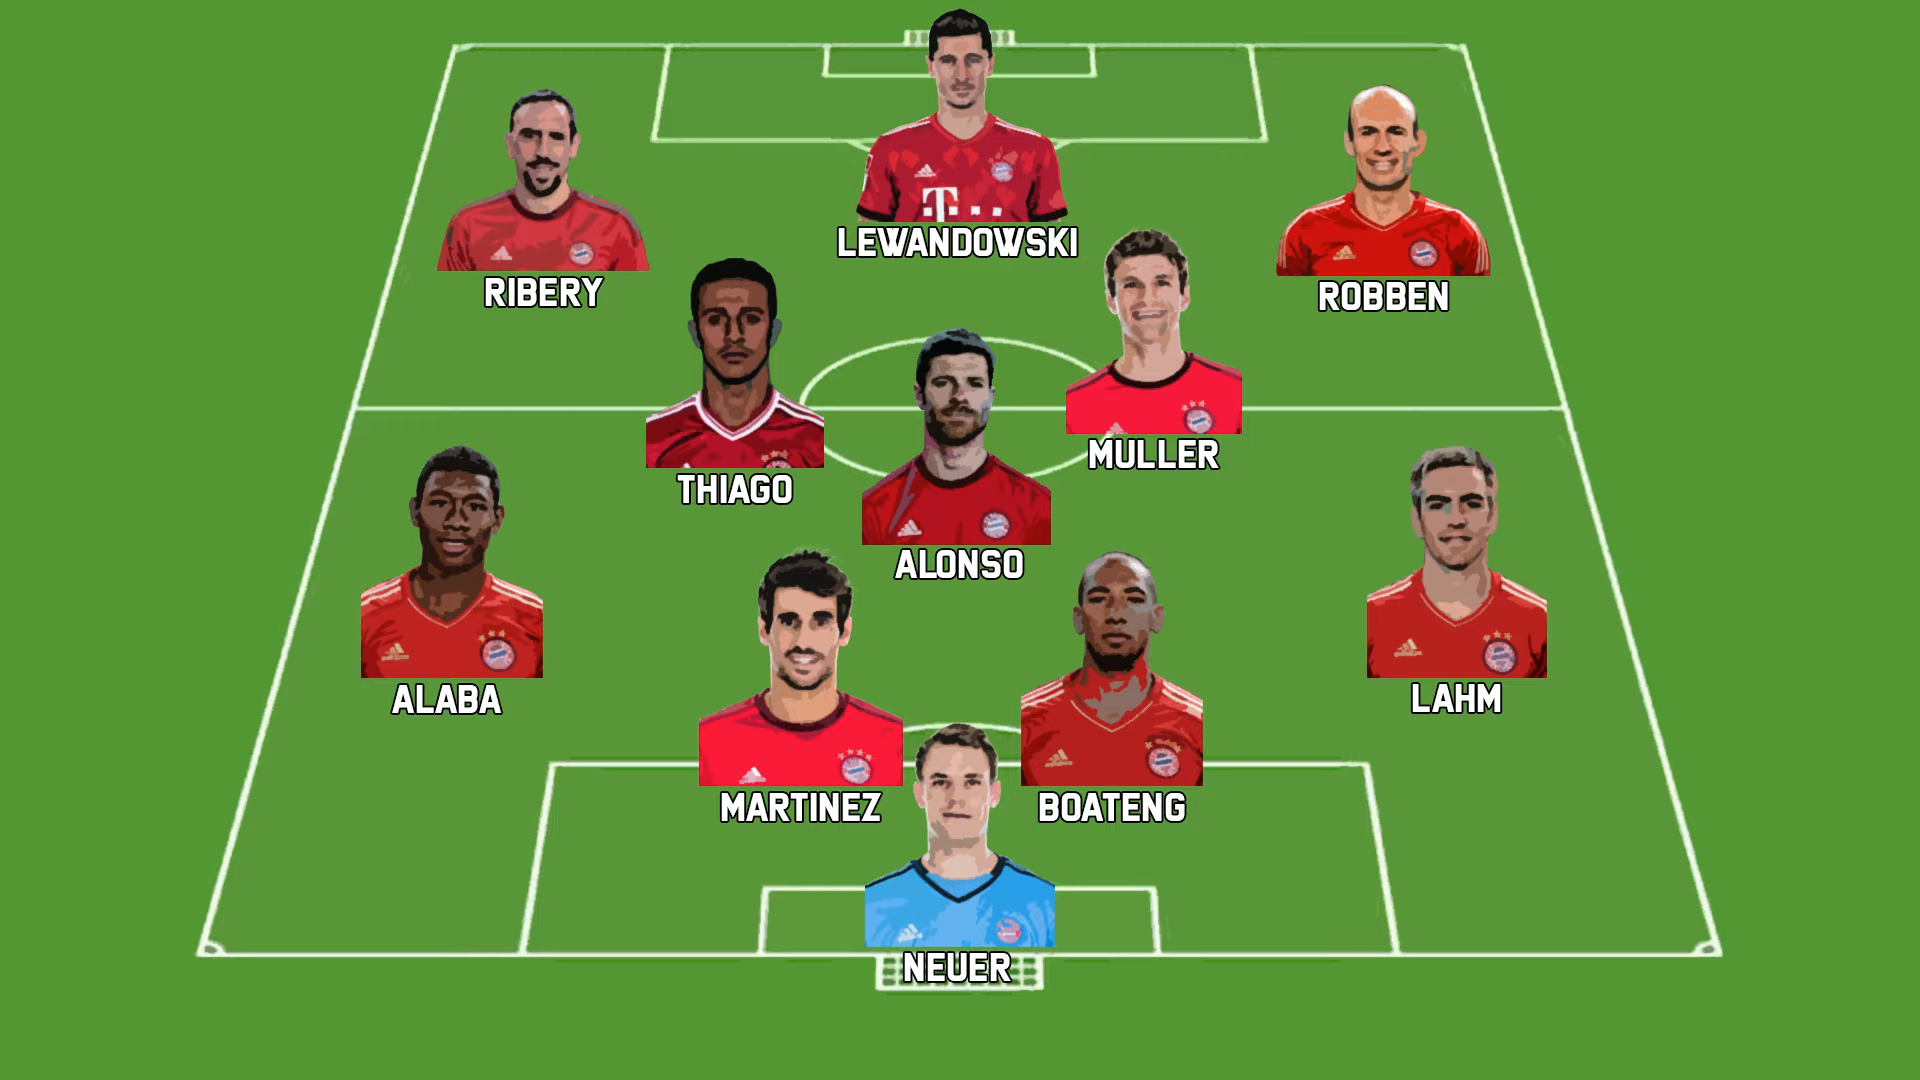 LEWANDOWSKI
RIBERY
ROBBEN
MULLER
THIAGO
ALONSO
ALABA
LAHM
MARTINEZ
BOATENG
NEUER
T